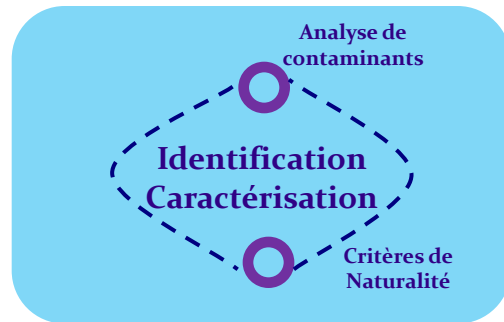 Analyse de
contaminants
Identification
Caractérisation
Critères de
Naturalité